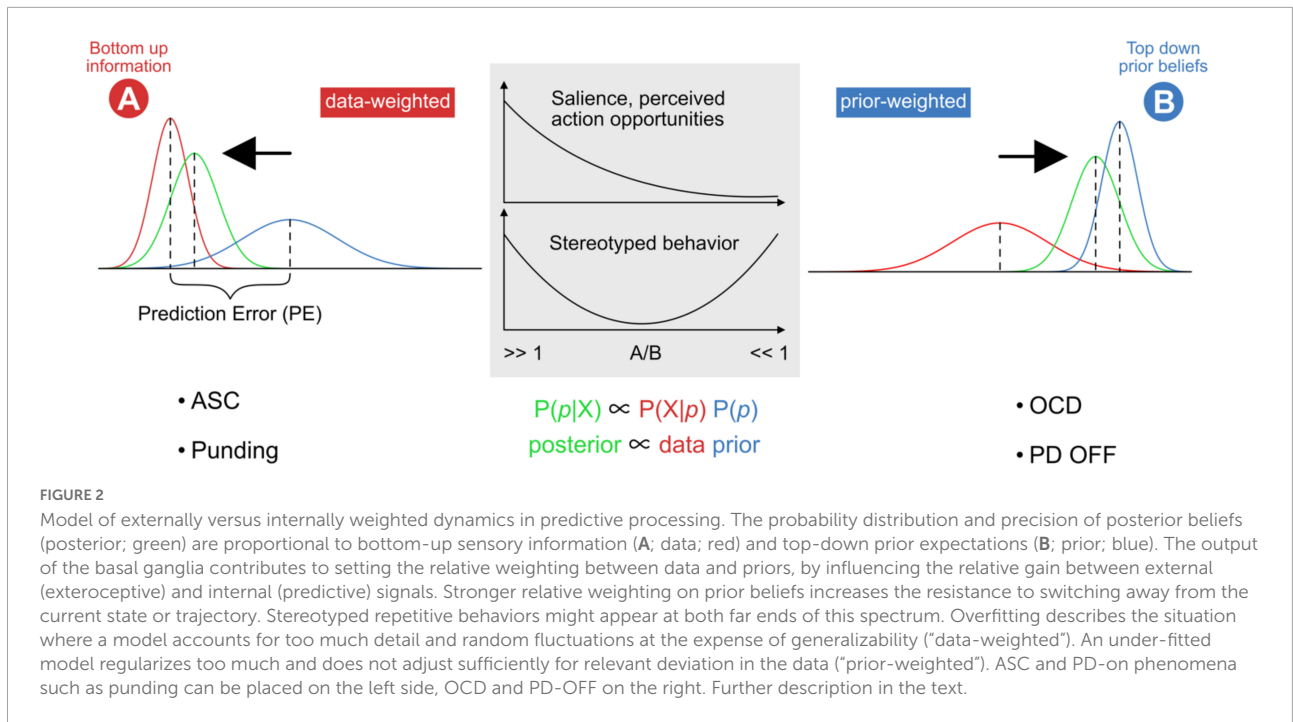 Bottom up
information
A
data-weighted
Salience, perceived
action opportunities
prior-weighted
Top down
prior beliefs
B
Stereotyped behavior
Prediction Error (PE)
>> 1
A/B
<< 1
• ASC
• Punding
P(p|X) ∝ P(X|p) P(p)
posterior ∝ data prior
• OCD
• PD OFF
FIGURE 2
Model of externally versus internally weighted dynamics in predictive processing. The probability distribution and precision of posterior beliefs
(posterior; green) are proportional to bottom-up sensory information (A; data; red) and top-down prior expectations (B; prior; blue). The output
of the basal ganglia contributes to setting the relative weighting between data and priors, by influencing the relative gain between external
(exteroceptive) and internal (predictive) signals. Stronger relative weighting on prior beliefs increases the resistance to switching away from the
current state or trajectory. Stereotyped repetitive behaviors might appear at both far ends of this spectrum. Overfitting describes the situation
where a model accounts for too much detail and random fluctuations at the expense of generalizability (“data-weighted”). An under-fitted
model regularizes too much and does not adjust sufficiently for relevant deviation in the data (“prior-weighted”). ASC and PD-on phenomena
such as punding can be placed on the left side, OCD and PD-OFF on the right. Further description in the text.